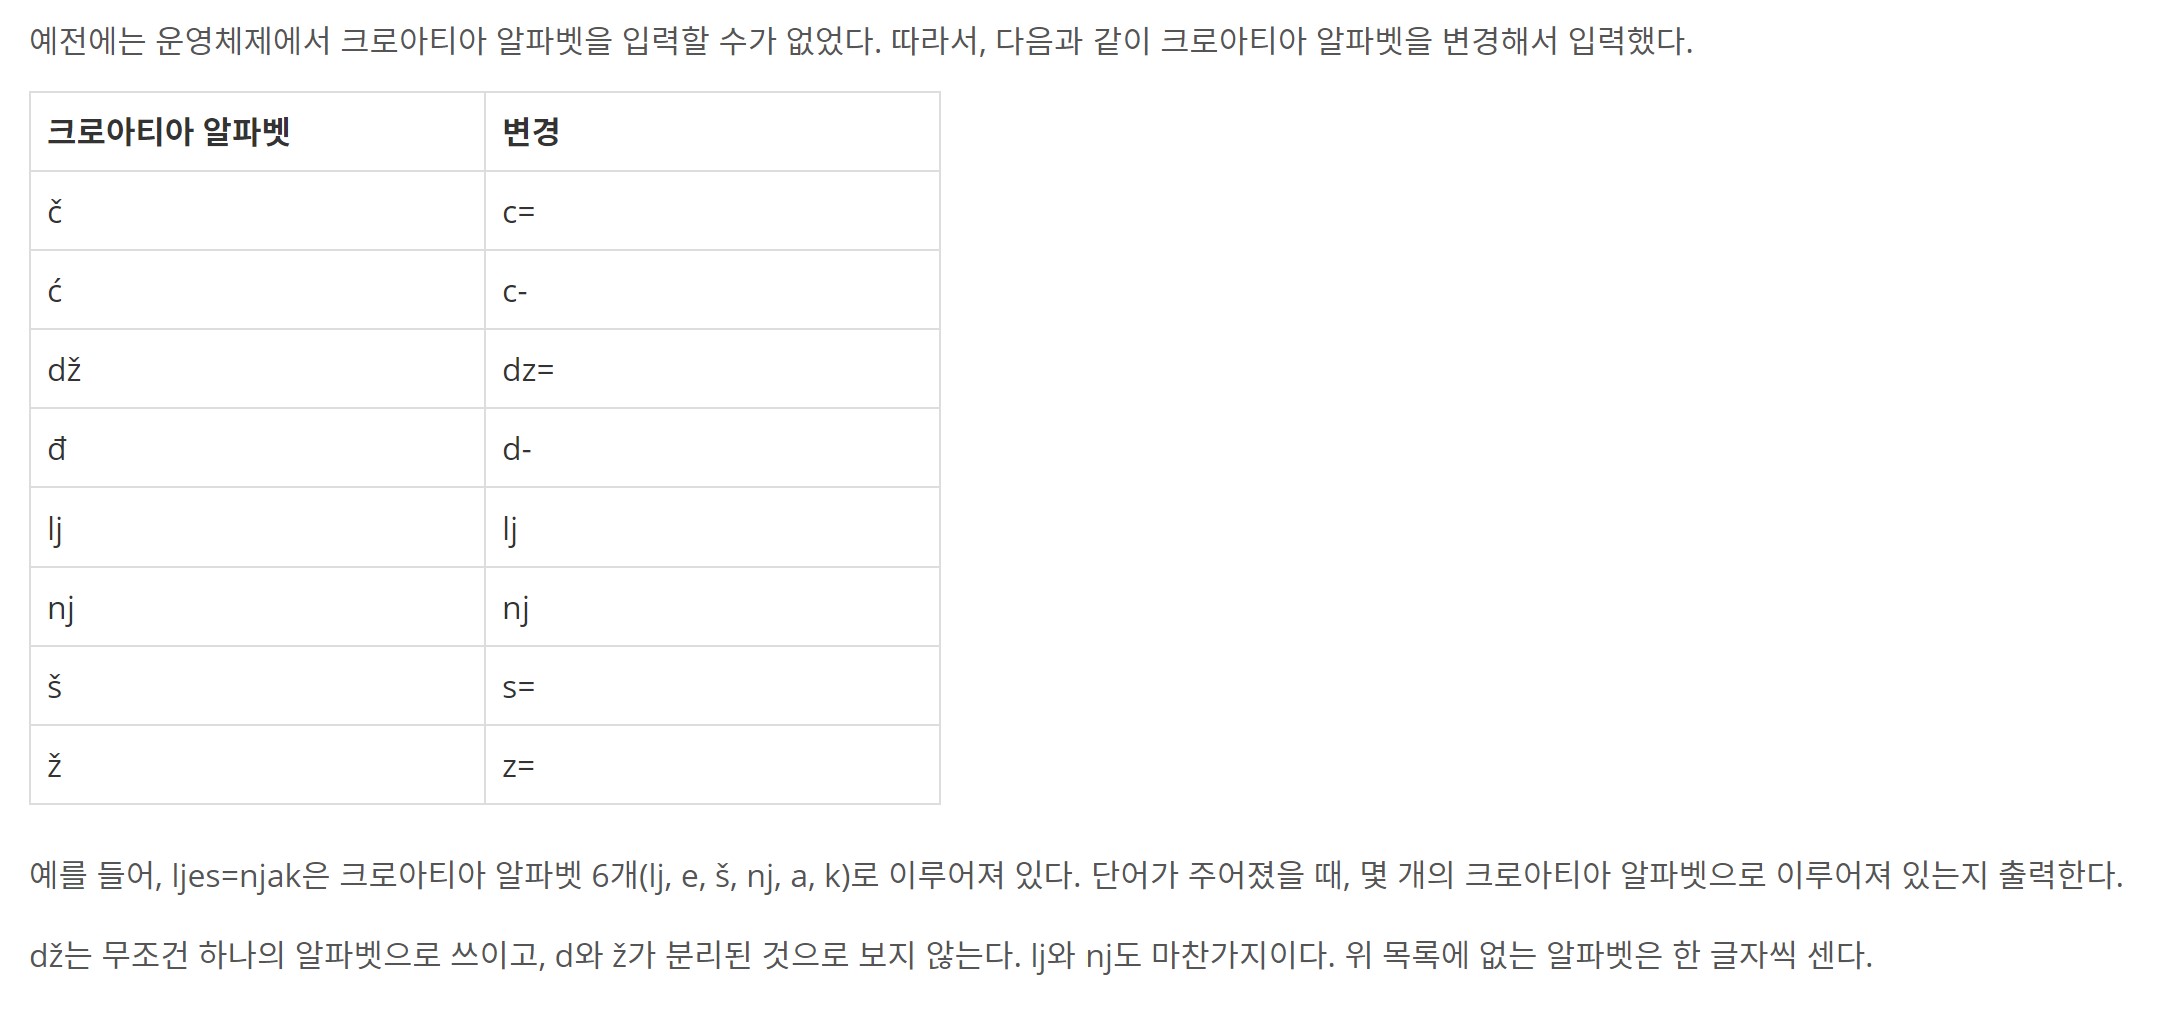 예전에는 운영체제에서 크로아티아 알파벳을 입력할 수가 없었다. 따라서, 다음과 같이 크로아티아 알파벳을 변경해서 입력했다.
크로아티아 알파벳 변경
č c=
ć c-
dž dz=
đ d-
lj lj
nj nj
š s=
ž z=
예를 들어, ljes=njak은 크로아티아 알파벳 6개(lj, e, š, nj, a, k)로 이루어져 있다. 단어가 주어졌을 때, 몇 개의 크로아티아 알파벳으로 이루어져 있는지 출력한다.
dž는 무조건 하나의 알파벳으로 쓰이고, d와 ž가 분리된 것으로 보지 않는다. lj와 nj도 마찬가지이다. 위 목록에 없는 알파벳은 한 글자씩 센다.